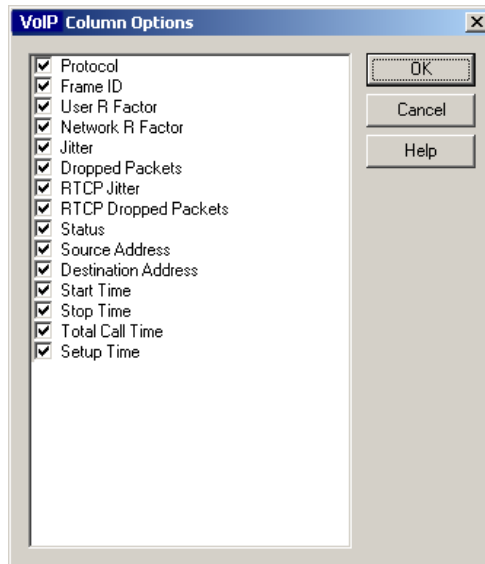 VoIP Column Options
Protocol
Frame ID
User R Factor
Network R Factor
Jitter
Dropped Packets
RTCP Jitter
RTCP Dropped Packets
Status
Source Address
Destination Address
Start Time
Stop Time
Total Call Time
Setup Time
OK
Cancel
Help